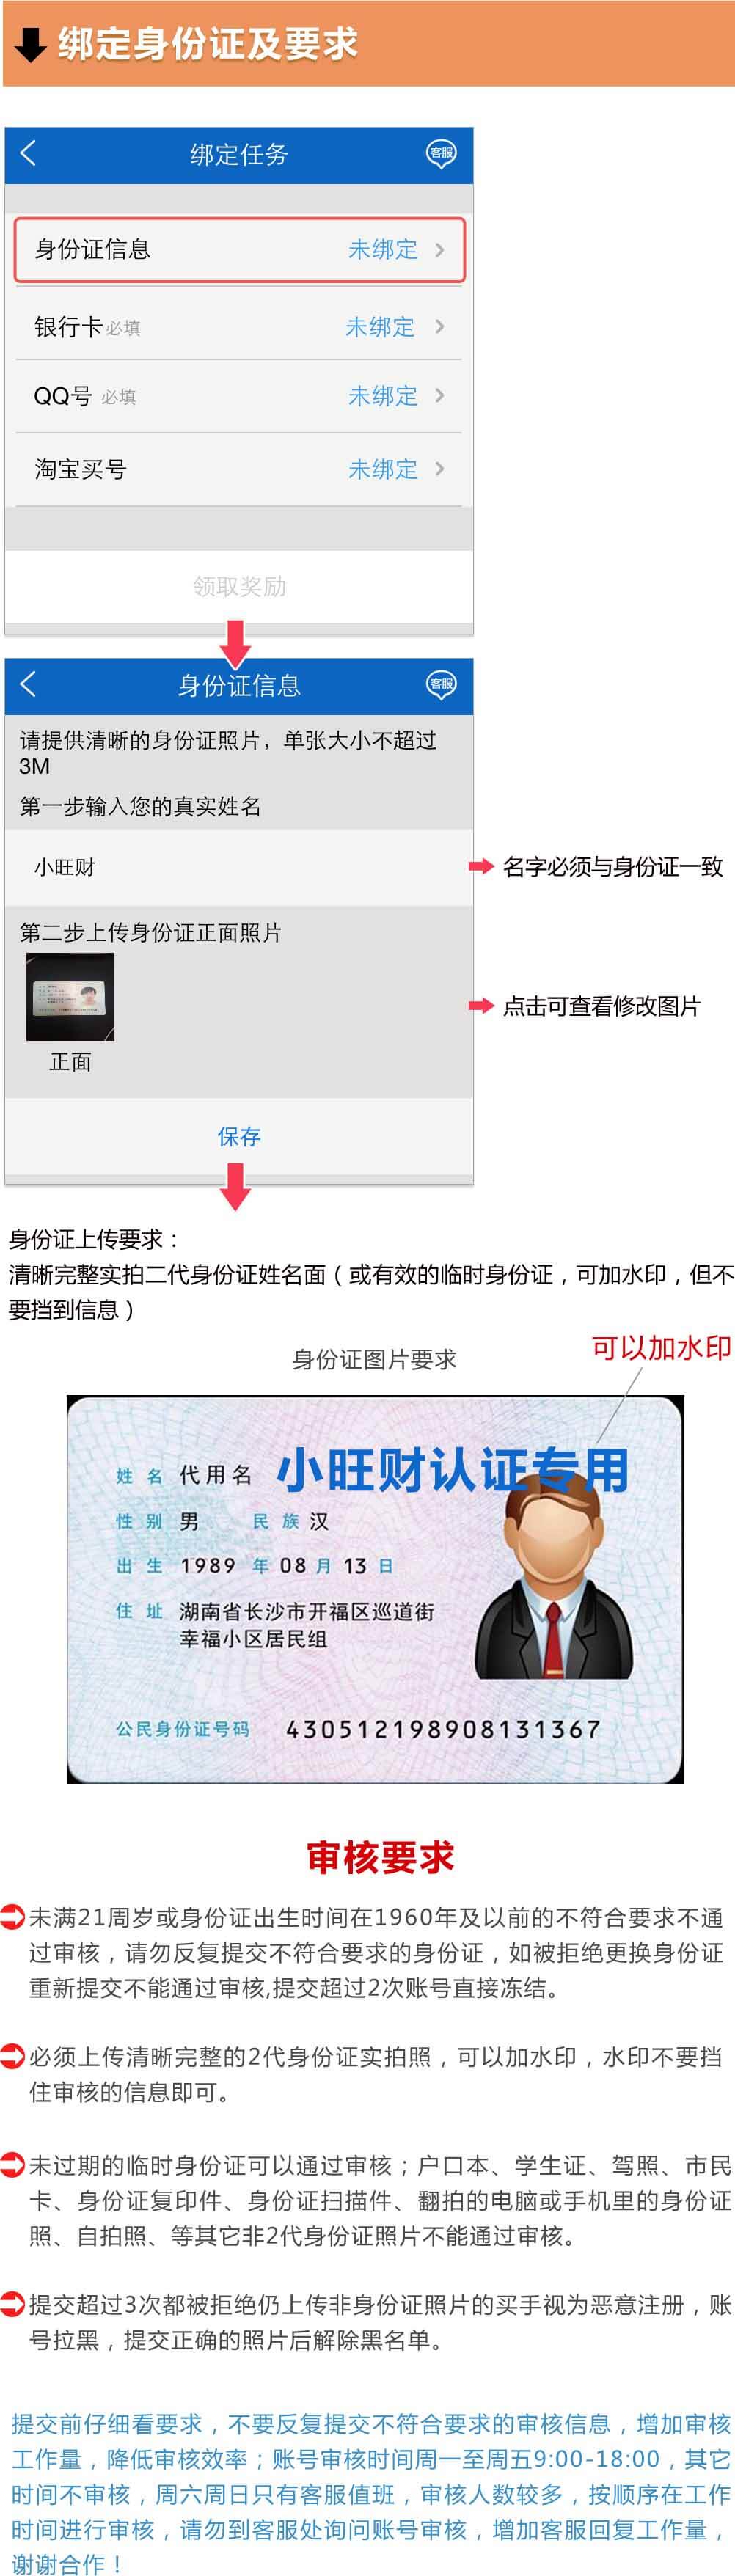 绑定身份证及要求
绑定任务
客服
身份证信息 未绑定
银行卡 必填 未绑定
QQ号 必填 未绑定
淘宝买号 未绑定
领取奖励
身份证信息
客服
请提供清晰的身份证照片，单张大小不超过
3M
第一步输入您的真实姓名
小旺财
名字必须与身份证一致
第二步上传身份证正面照片
点击可查看修改图片
正面
保存
身份证上传要求：
清晰完整实拍二代身份证姓名面（或有效的临时身份证，可加水印，但不
要挡到信息）
身份证图片要求
可以加水印
姓名 代用名
小旺财认证专用
性别 男 民族 汉
出生 1989 年 08 月 13 日
住址 湖南省长沙市开福区巡道街
幸福小区居民组
公民身份证号码 430512198908131367
审核要求
未满21周岁或身份证出生时间在1960年及以前的不符合要求不通
过审核，请勿反复提交不符合要求的身份证，如被拒绝更换身份证
重新提交不能通过审核,提交超过2次账号直接冻结。
必须上传清晰完整的2代身份证实拍照，可以加水印，水印不要挡
住审核的信息即可。
未过期的临时身份证可以通过审核；户口本、学生证、驾照、市民
卡、身份证复印件、身份证扫描件、翻拍的电脑或手机里的身份证
照、自拍照、等其它非2代身份证照片不能通过审核。
提交超过3次都被拒绝仍上传非身份证照片的买手视为恶意注册，账
号拉黑，提交正确的照片后解除黑名单。
提交前仔细看要求，不要反复提交不符合要求的审核信息，增加审核
工作量，降低审核效率；账号审核时间周一至周五9:00-18:00，其它
时间不审核，周六周日只有客服值班，审核人数较多，按顺序在工作
时间进行审核，请勿到客服处询问账号审核，增加客服回复工作量，
谢谢合作！